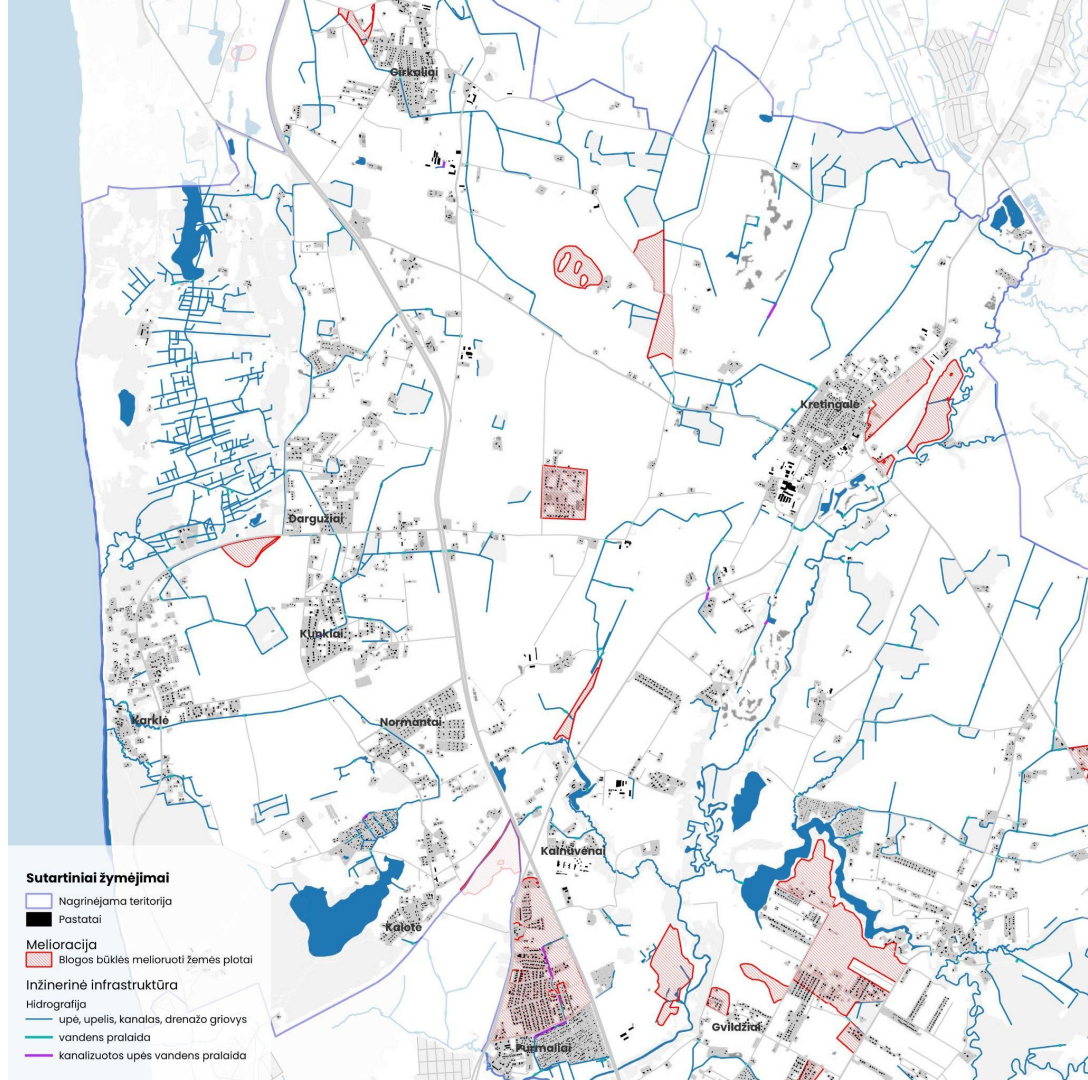 Girkaliai
Kretingalė
Dargužiai
Kunkiai
Karklė
Normantai
Kalnuvėnai
Kalotė
Gvildžiai
Purmaliai
Sutartiniai žymėjimai
Nagrinėjama teritorija
Pastatai
Melioracija
Blogos būklės melioruoti žemės plotai
Inžinerinė infrastruktūra
Hidrografija
upė, upelis, kanalas, drenažo griovys
vandens pralaida
kanalizuotos upės vandens pralaida